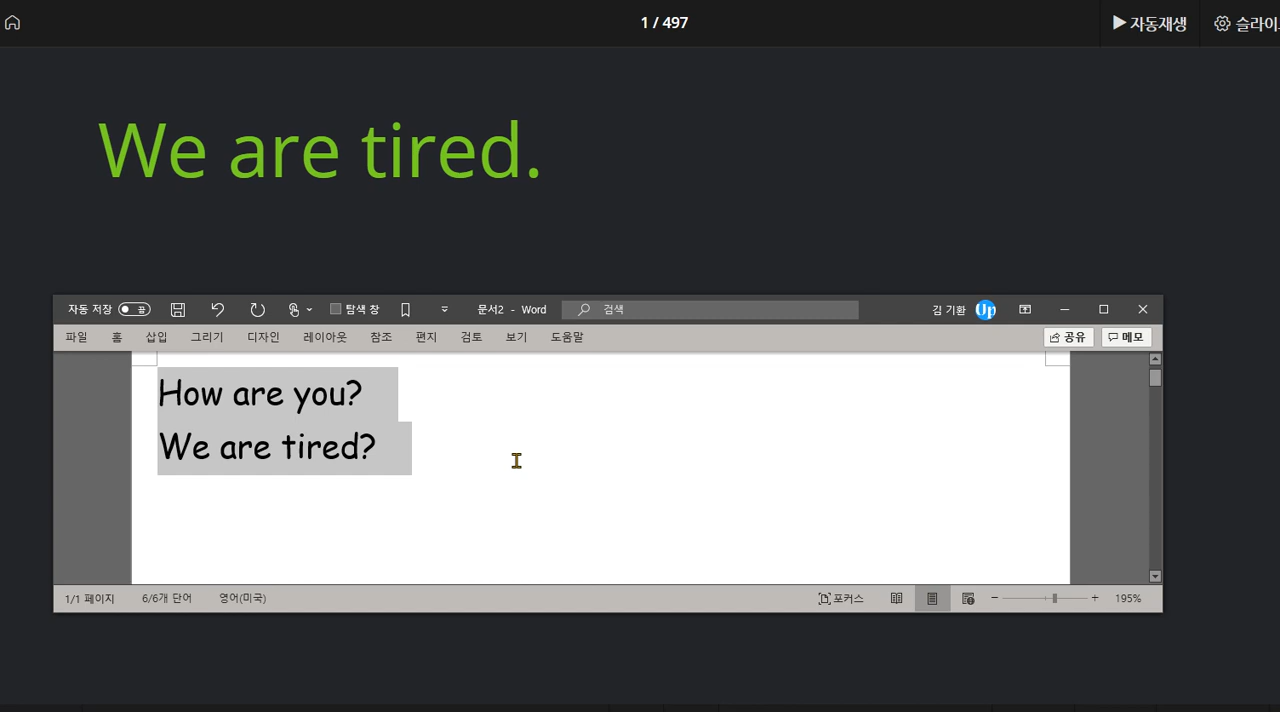 1 / 497
▶ 자동재생
슬라이
We are tired.
자동 저장 끔
탐색 창
문서2 - Word
검색
김 기환
Up
파일 홈 삽입 그리기 디자인 레이아웃 참조 편지 검토 보기 도움말
공유
메모
How are you?
We are tired?
1/1 페이지 6/6개 단어 영어(미국)
포커스
− + 195%